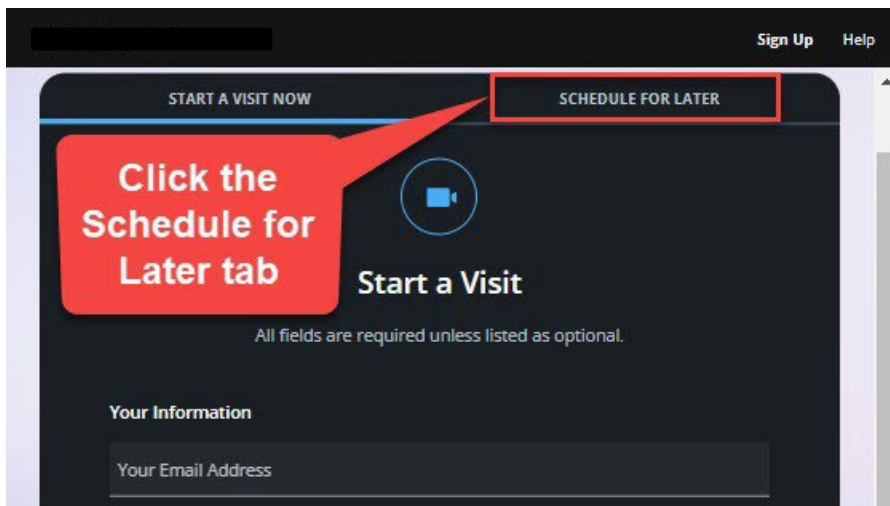 Sign Up Help
START A VISIT NOW SCHEDULE FOR LATER
Click the
Schedule for
Later tab
Start a Visit
All fields are required unless listed as optional.
Your Information
Your Email Address